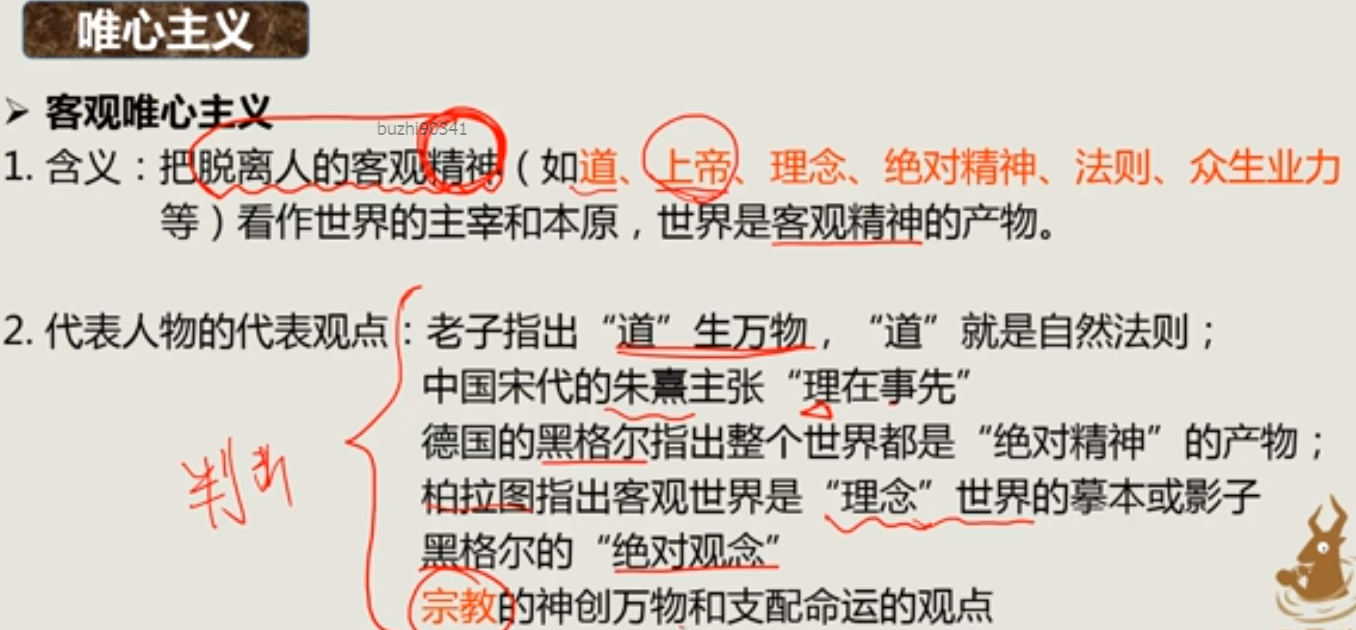 唯心主义
➢ 客观唯心主义
buzhi90341
1. 含义：把脱离人的客观精神（如道、上帝、理念、绝对精神、法则、众生业力
等）看作世界的主宰和本原，世界是客观精神的产物。
2. 代表人物的代表观点：老子指出“道”生万物，“道”就是自然法则；
中国宋代的朱熹主张“理在事先”
德国的黑格尔指出整个世界都是“绝对精神”的产物；
判断
柏拉图指出客观世界是“理念”世界的摹本或影子
黑格尔的“绝对观念”
宗教的神创万物和支配命运的观点